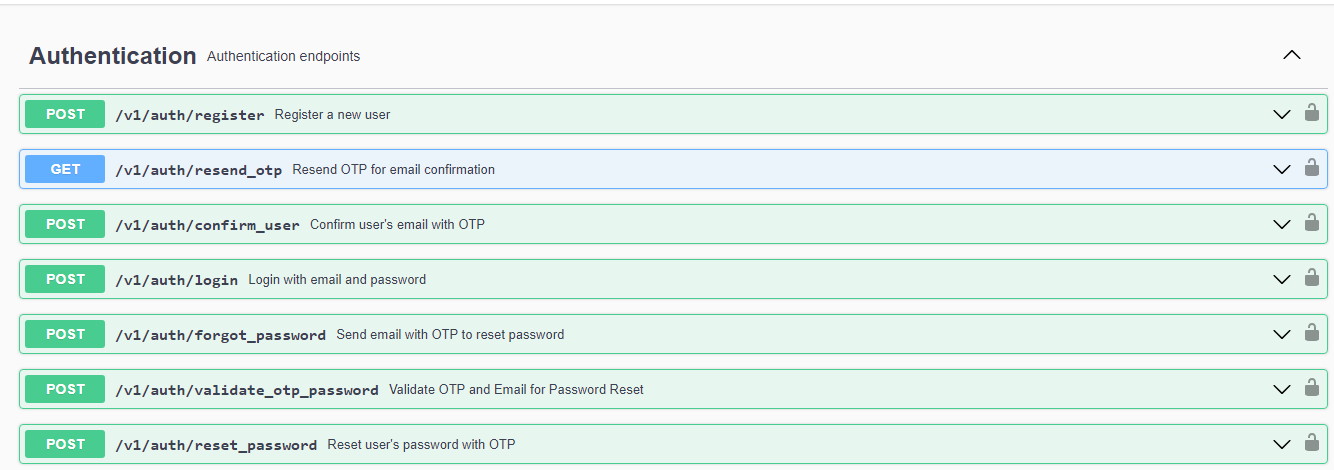 Authentication Authentication endpoints
POST /v1/auth/register Register a new user
GET /v1/auth/resend_otp Resend OTP for email confirmation
POST /v1/auth/confirm_user Confirm user's email with OTP
POST /v1/auth/login Login with email and password
POST /v1/auth/forgot_password Send email with OTP to reset password
POST /v1/auth/validate_otp_password Validate OTP and Email for Password Reset
POST /v1/auth/reset_password Reset user's password with OTP